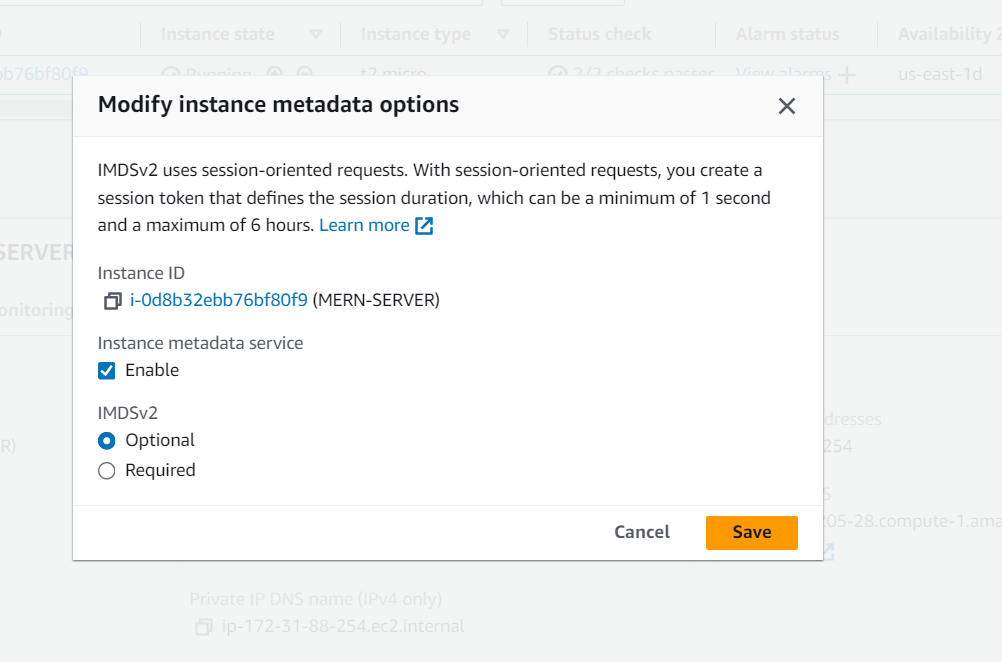 Instance state Instance type Status check Alarm status Availability
bb76bf80f9 Running t2.micro 2/2 checks passec View alarms us-east-1d
Modify instance metadata options
IMDSv2 uses session-oriented requests. With session-oriented requests, you create a
session token that defines the session duration, which can be a minimum of 1 second
and a maximum of 6 hours. Learn more
SERVER
Instance ID
i-0d8b32ebb76bf80f9 (MERN-SERVER)
onitoring
Instance metadata service
Enable
IMDSv2
dresses
Optional
R)
254
Required
S
205-28.compute-1.ama
Cancel Save
Private IP DNS name (IPv4 only)
ip-172-31-88-254.ec2.internal